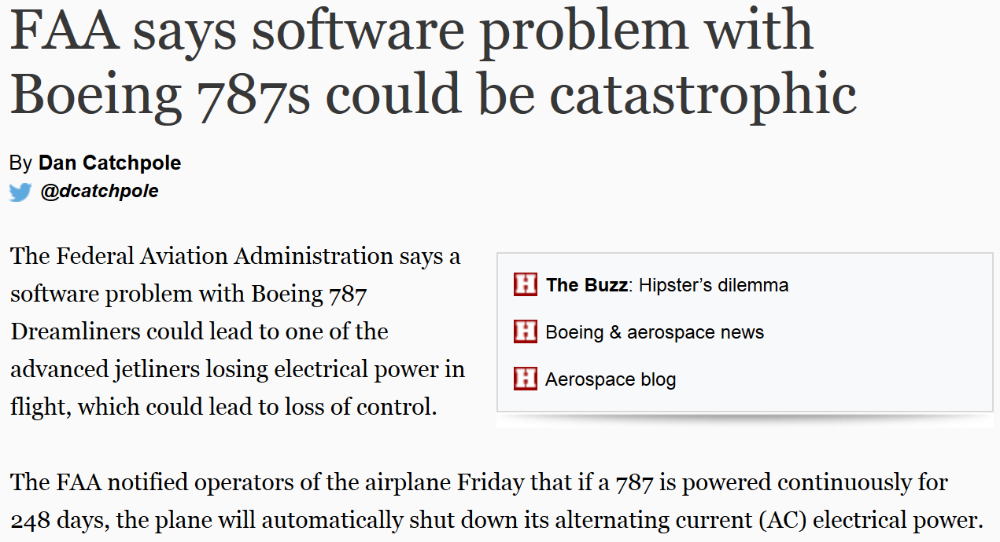 FAA says software problem with
Boeing 787s could be catastrophic
By Dan Catchpole
@dcatchpole
The Federal Aviation Administration says a
software problem with Boeing 787
Dreamliners could lead to one of the
advanced jetliners losing electrical power in
flight, which could lead to loss of control.
H The Buzz: Hipster’s dilemma
H Boeing & aerospace news
H Aerospace blog
The FAA notified operators of the airplane Friday that if a 787 is powered continuously for
248 days, the plane will automatically shut down its alternating current (AC) electrical power.